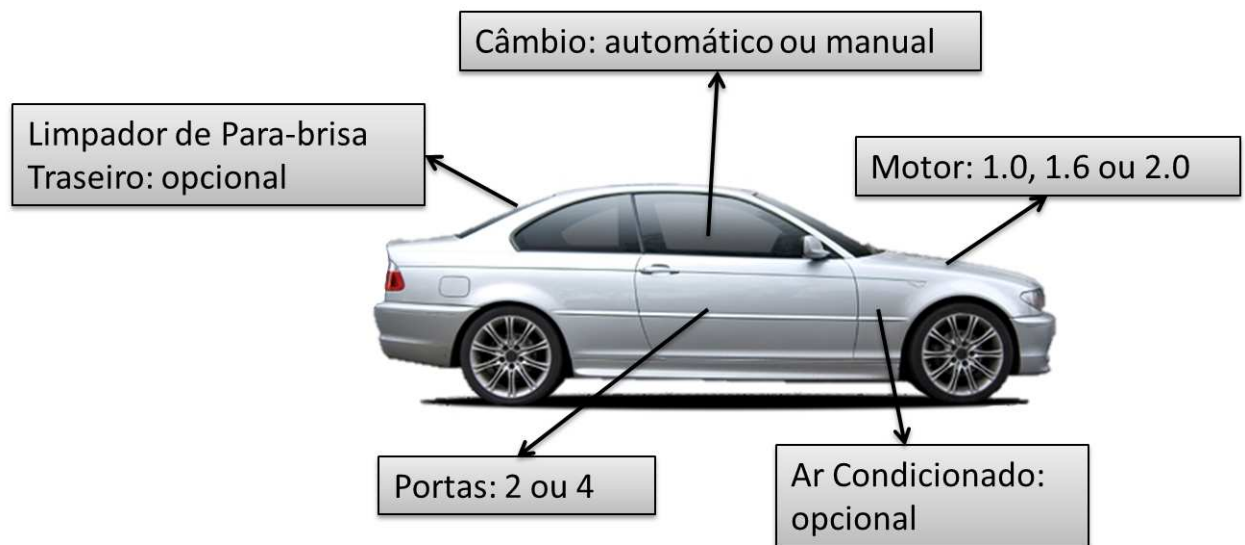 Câmbio: automático ou manual
Limpador de Para-brisa
Traseiro: opcional
Motor: 1.0, 1.6 ou 2.0
Portas: 2 ou 4
Ar Condicionado:
opcional